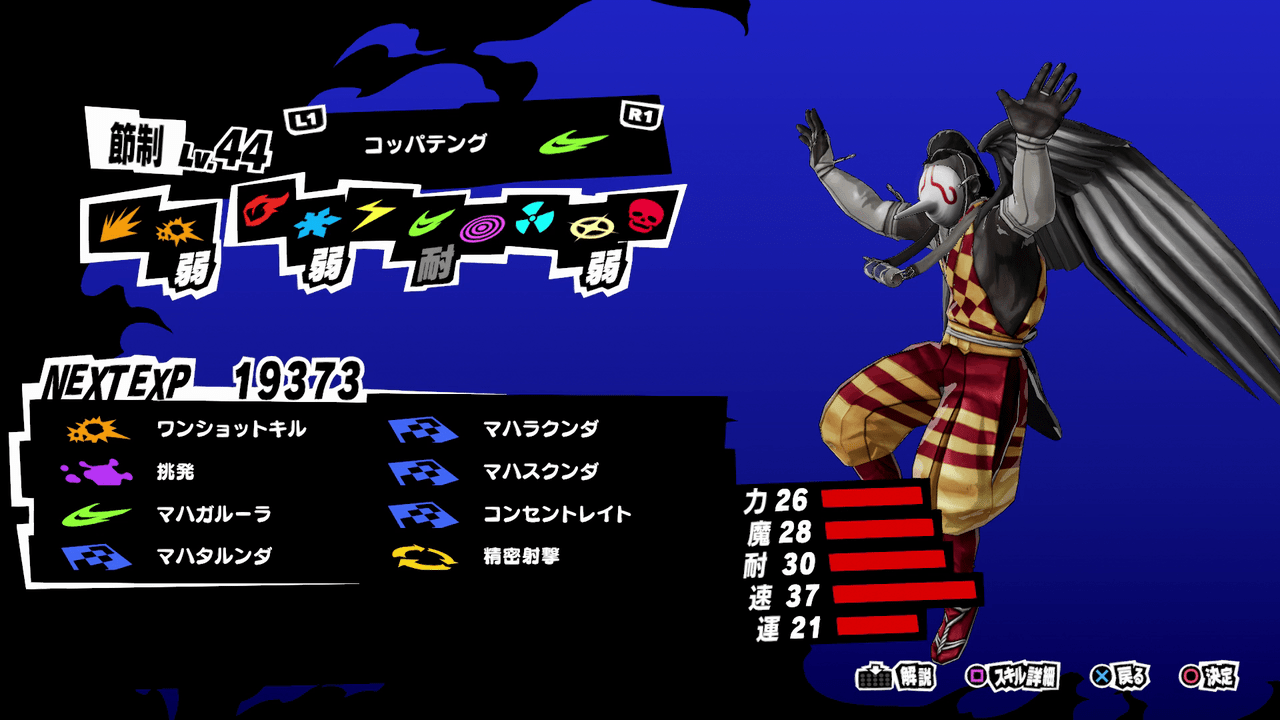 節制 Lv.44
L1 コッパテング R1
弱 弱 耐 弱
NEXT EXP 19373
ワンショットキル マハラクンダ
挑発 マハスクンダ
マハガルーラ コンセントレイト
マハタルンダ 精密射撃
力 26
魔 28
耐 30
速 37
運 21
解説 スキル詳細 戻る 決定